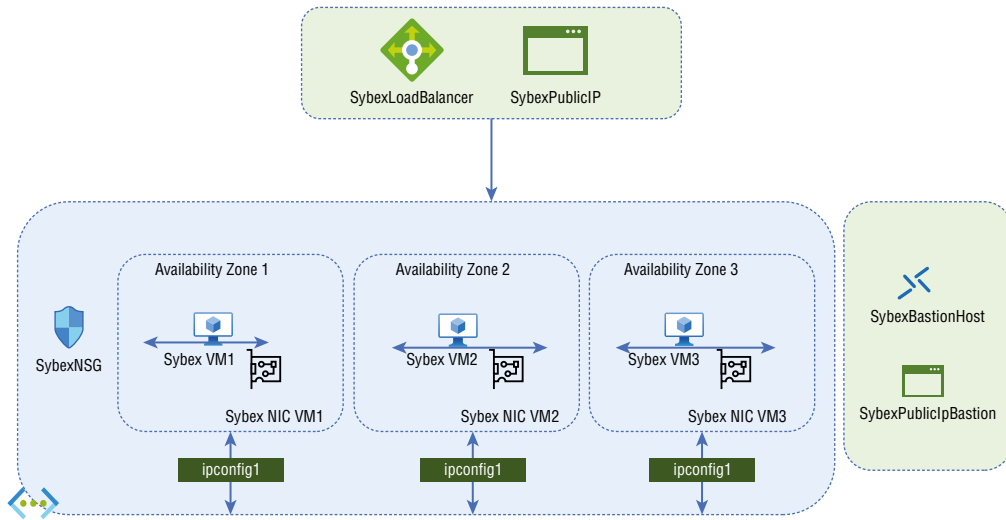 SybexLoadBalancer
SybexPublicIP
Availability Zone 1
Availability Zone 2
Availability Zone 3
SybexNSG
Sybex VM1
Sybex VM2
Sybex VM3
Sybex NIC VM1
Sybex NIC VM2
Sybex NIC VM3
ipconfig1
ipconfig1
ipconfig1
SybexBastionHost
SybexPublicIpBastion